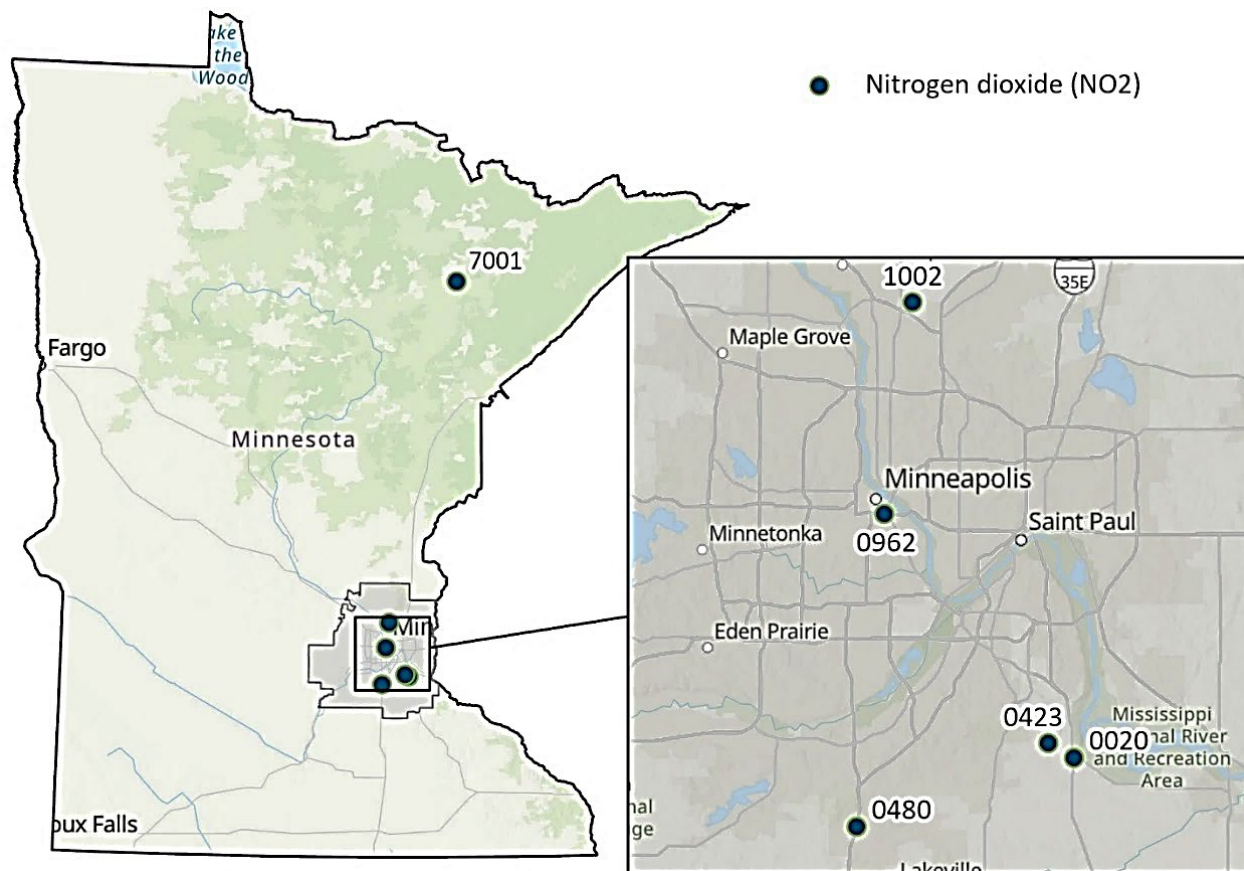 ake
the
Wood
Nitrogen dioxide (NO2)
7001
Fargo
Minnesota
Min
oux Falls
1002
35E
Maple Grove
Minneapolis
0962
Saint Paul
Minnetonka
Eden Prairie
0423
0020
Mississippi
nal River
and Recreation
Area
0480
nal
ge
Lakeville